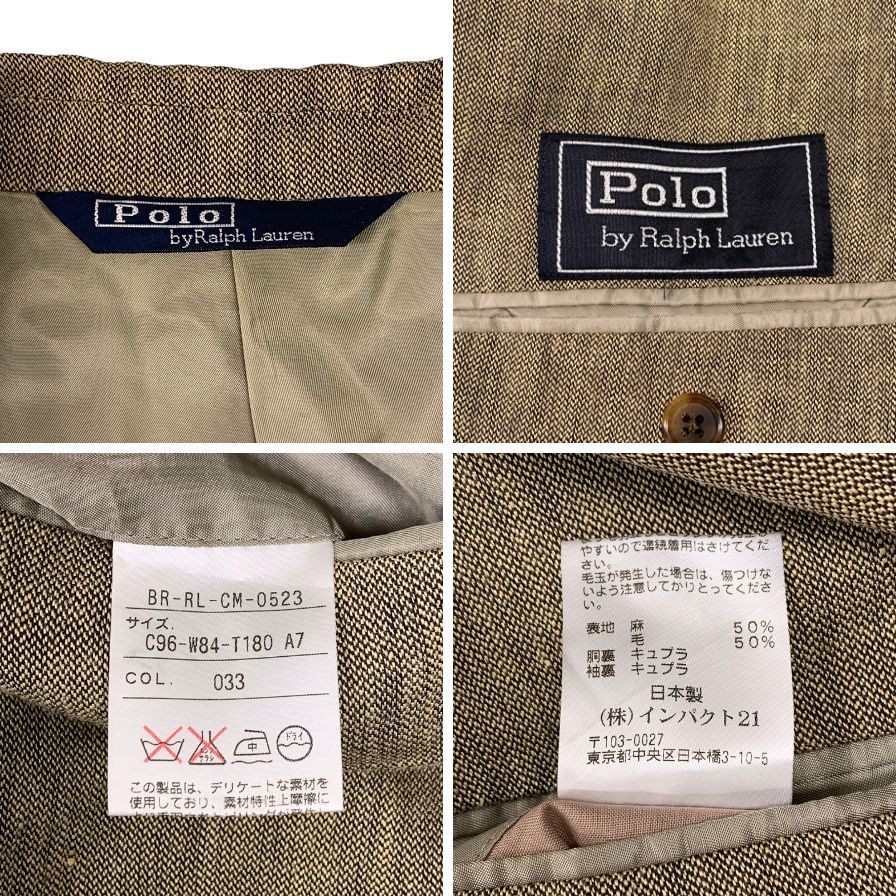 Polo
by Ralph Lauren
Polo
by Ralph Lauren
BR-RL-CM-0523
サイズ.
C96-W84-T180 A7
COL. 033
中
ドライ
この製品は、デリケートな素材を
使用しており、素材特性上摩擦に
やすいので連続着用はさけてくだ
さい。
毛玉が発生した場合は、傷つけな
いよう注意してかりとってくださ
い。
表地 麻 50%
毛 50%
胴裏 キュプラ
袖裏 キュプラ
日本製
(株)インパクト21
〒103-0027
東京都中央区日本橋3-10-5